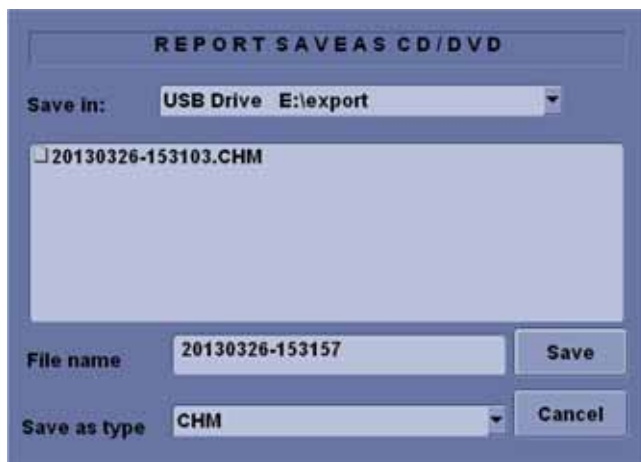 REPORT SAVEAS CD/DVD
Save in: USB Drive E:\export
20130326-153103.CHM
File name 20130326-153157 Save
Save as type CHM Cancel